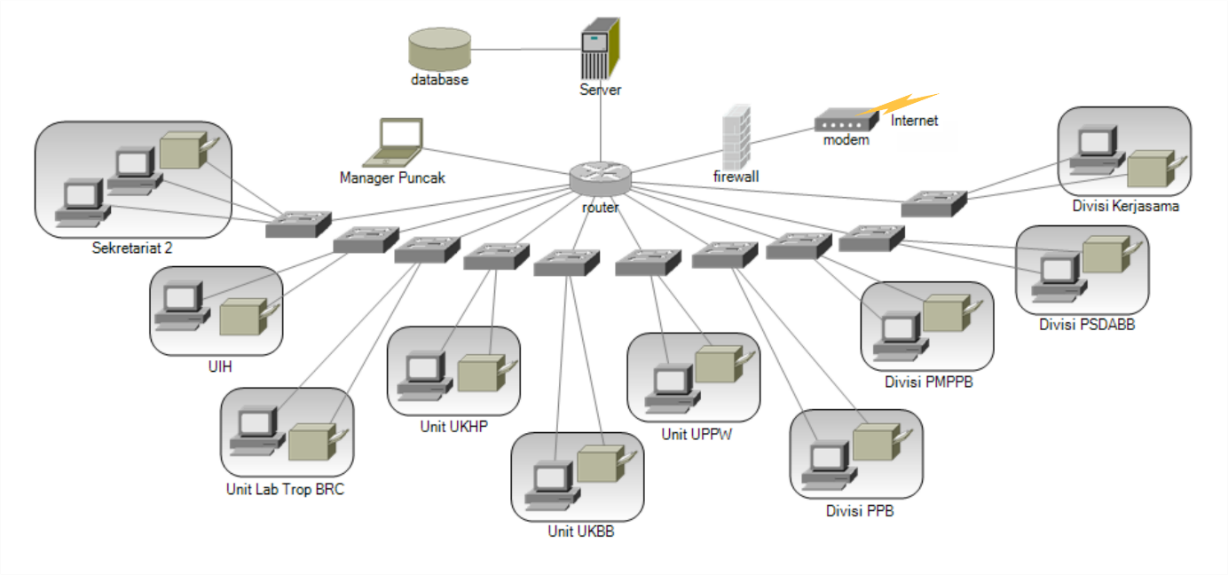 database
Server
Internet
modem
Manager Puncak
firewall
router
Divisi Kerjasama
Sekretariat 2
Divisi PSDABB
UIH
Divisi PMPPB
Unit UKHP
Unit UPPW
Unit Lab Trop BRC
Divisi PPB
Unit UKBB